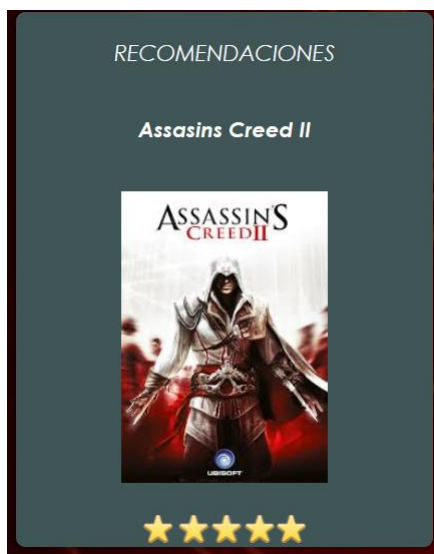 RECOMENDACIONES
Assasins Creed II
ASSASSIN'S
CREED II
UBISOFT